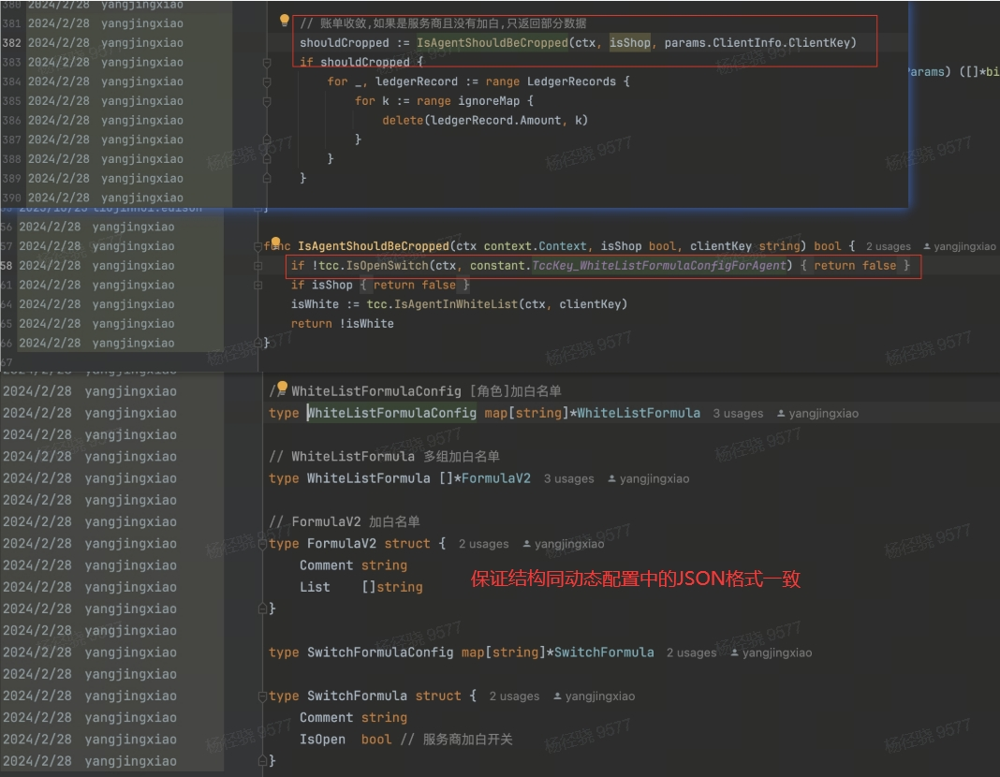 380 2024/2/28 yangjingxiao
381 2024/2/28 yangjingxiao // 账单收敛,如果是服务商且没有加白,只返回部分数据
382 2024/2/28 yangjingxiao shouldCropped := IsAgentShouldBeCropped(ctx, isShop, params.ClientInfo.ClientKey)
383 2024/2/28 yangjingxiao if shouldCropped {
Params) ([]*bi
384 2024/2/28 yangjingxiao for _, ledgerRecord := range LedgerRecords {
385 2024/2/28 yangjingxiao for k := range ignoreMap {
386 2024/2/28 yangjingxiao delete(ledgerRecord.Amount, k)
387 2024/2/28 yangjingxiao }
388 2024/2/28 yangjingxiao }
389 2024/2/28 yangjingxiao }
390 2024/2/28 yangjingxiao
56 2024/2/28 yangjingxiao
57 2024/2/28 yangjingxiao func IsAgentShouldBeCropped(ctx context.Context, isShop bool, clientKey string) bool { 2 usages yangjingxiao
58 2024/2/28 yangjingxiao if !tcc.IsOpenSwitch(ctx, constant.TccKey_WhiteListFormulaConfigForAgent) { return false }
61 2024/2/28 yangjingxiao if isShop { return false }
64 2024/2/28 yangjingxiao isWhite := tcc.IsAgentInWhiteList(ctx, clientKey)
65 2024/2/28 yangjingxiao return !isWhite
66 2024/2/28 yangjingxiao }
67
2024/2/28 yangjingxiao
2024/2/28 yangjingxiao // WhiteListFormulaConfig [角色]加白名单
2024/2/28 yangjingxiao type WhiteListFormulaConfig map[string]*WhiteListFormula 3 usages yangjingxiao
2024/2/28 yangjingxiao
2024/2/28 yangjingxiao // WhiteListFormula 多组加白名单
2024/2/28 yangjingxiao type WhiteListFormula []*FormulaV2 3 usages yangjingxiao
2024/2/28 yangjingxiao
2024/2/28 yangjingxiao // FormulaV2 加白名单
2024/2/28 yangjingxiao type FormulaV2 struct { 2 usages yangjingxiao
2024/2/28 yangjingxiao Comment string
2024/2/28 yangjingxiao List []string 保证结构同动态配置中的JSON格式一致
2024/2/28 yangjingxiao }
2024/2/28 yangjingxiao
2024/2/28 yangjingxiao type SwitchFormulaConfig map[string]*SwitchFormula 2 usages yangjingxiao
2024/2/28 yangjingxiao
2024/2/28 yangjingxiao type SwitchFormula struct { 2 usages yangjingxiao
2024/2/28 yangjingxiao Comment string
2024/2/28 yangjingxiao IsOpen bool // 服务商加白开关
2024/2/28 yangjingxiao }
杨径骁 9577